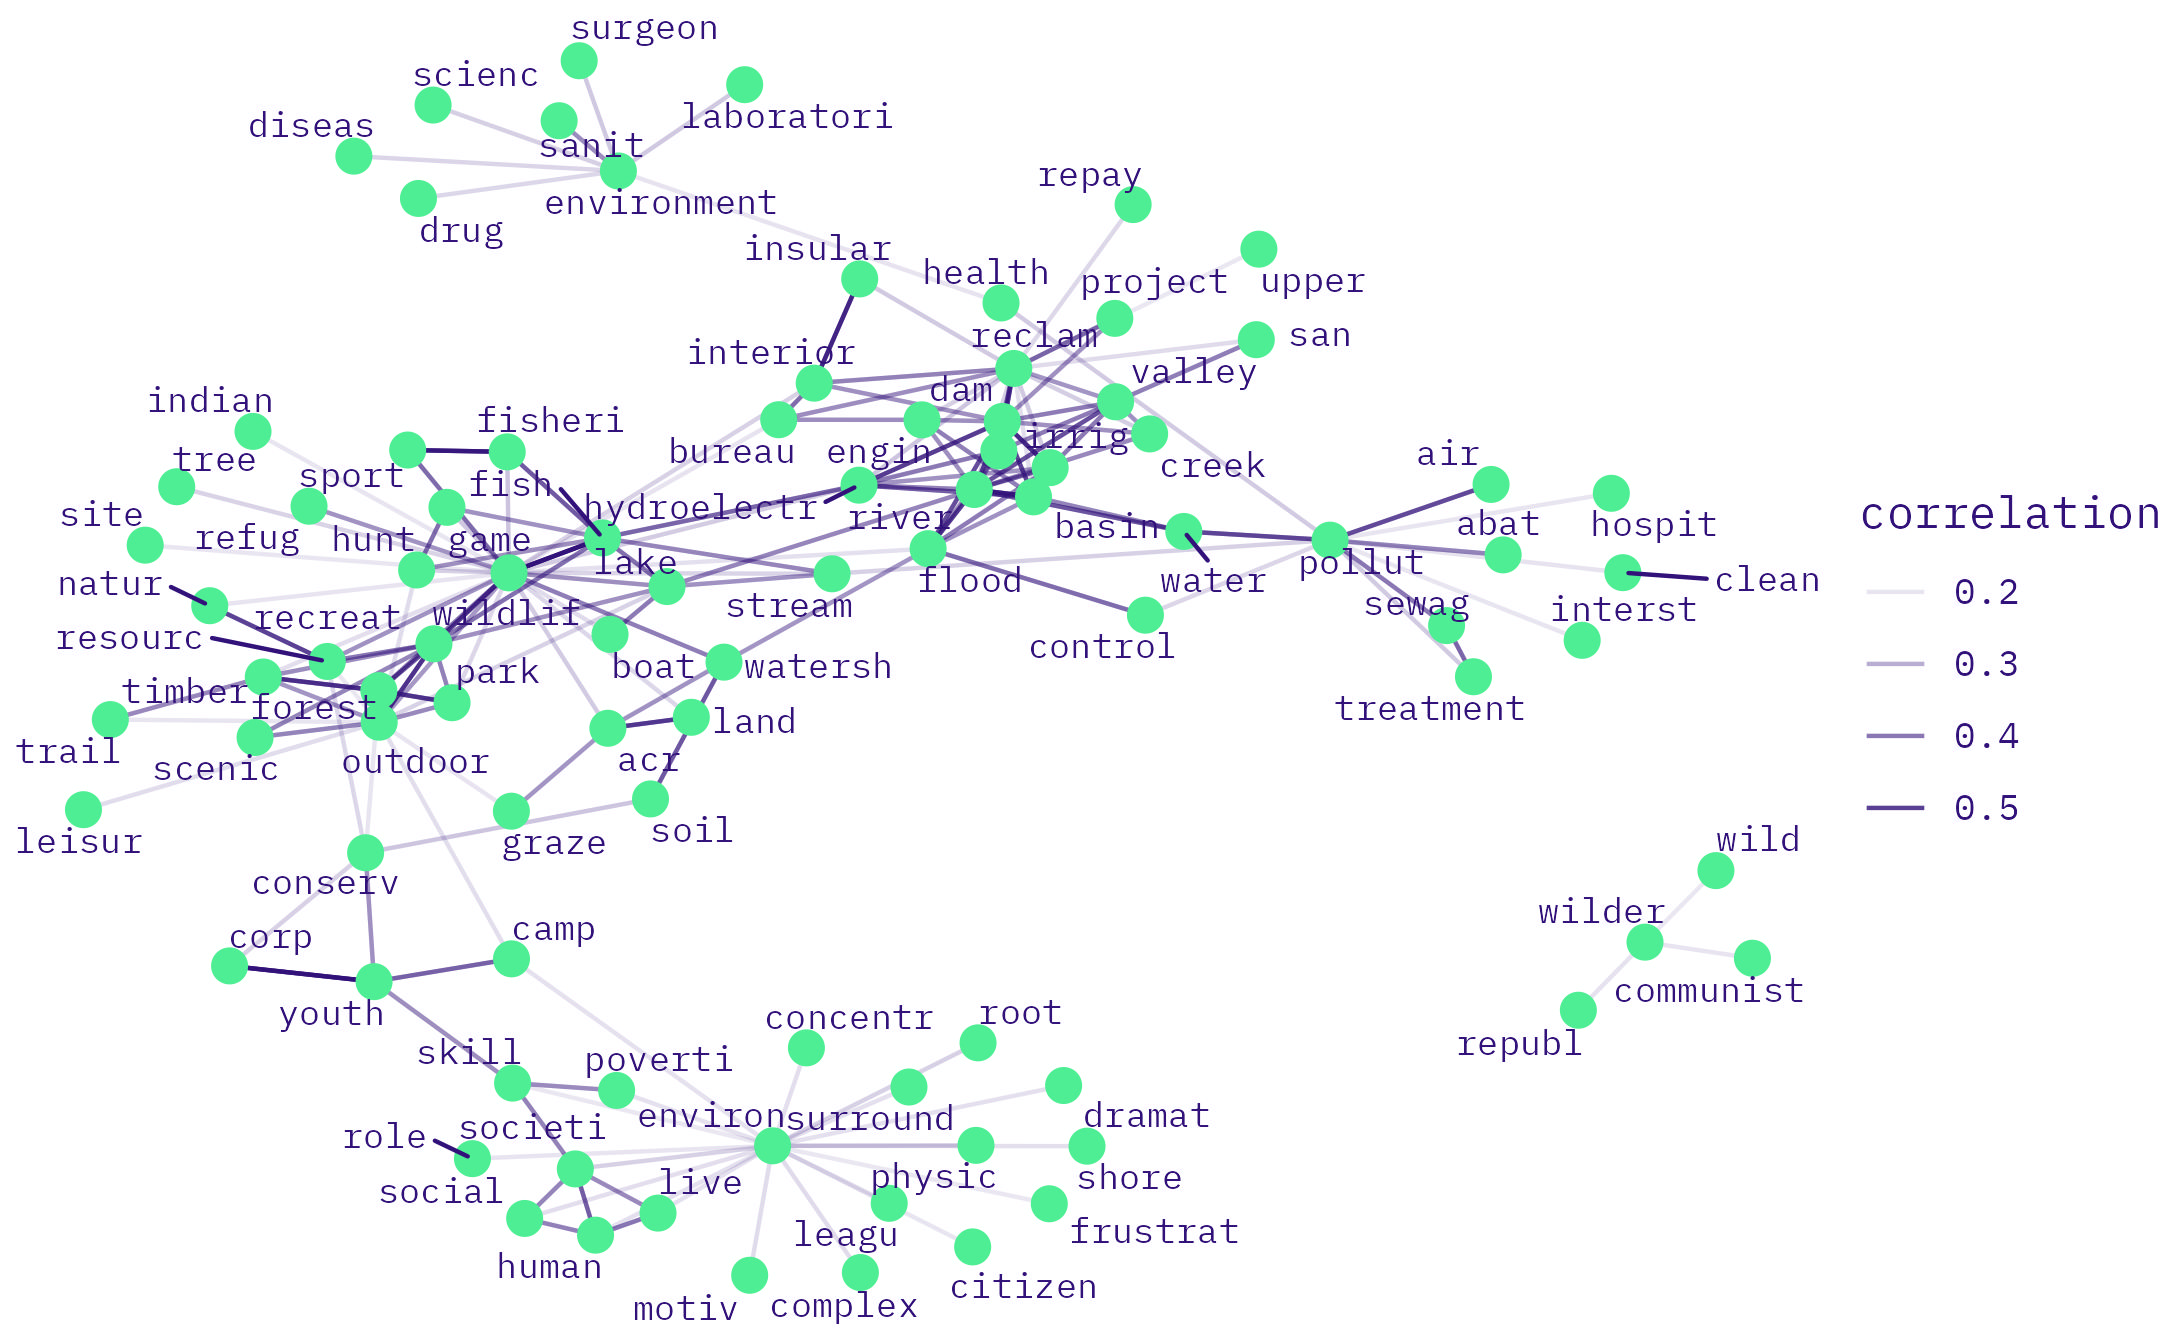 surgeon
scienc
laboratori
diseas
sanit
environment
drug
repay
insular
health
project
upper
reclam
san
interior
valley
dam
indian
fisheri
bureau
engin
irrig
creek
tree
sport
fish
air
site
refug
hunt
game
hydroelectr
river
basin
abat
hospit
correlation
natur
lake
flood
water
pollut
clean
0.2
recreat
wildlif
stream
sewag
interst
resourc
park
boat
watersh
control
0.3
timber
forest
land
treatment
trail
scenic
outdoor
acr
0.4
leisur
graze
soil
0.5
wild
conserv
wilder
corp
camp
communist
youth
concentr
root
republ
skill
poverti
role
societi
environ
surround
dramat
social
live
physic
shore
human
leagu
frustrat
motiv
complex
citizen